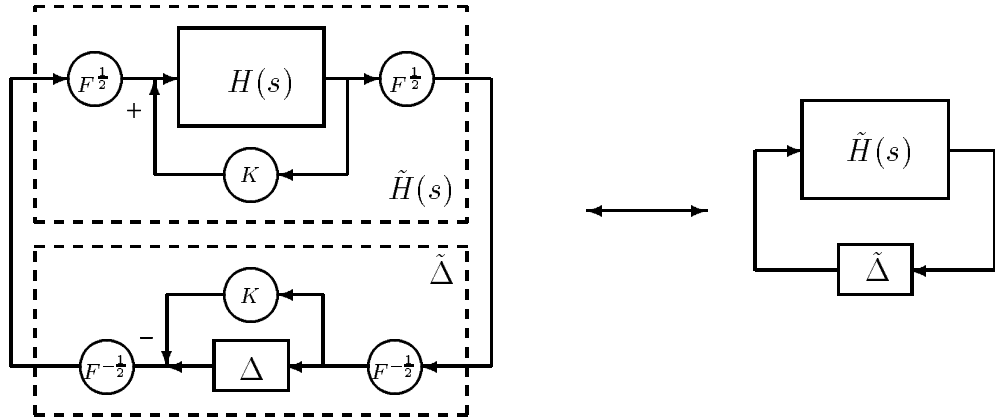 F^{1/2} H(s) F^{1/2}
+
K
H̃(s)
Δ̃
K
−
F^{-1/2} Δ F^{-1/2}
H̃(s)
Δ̃